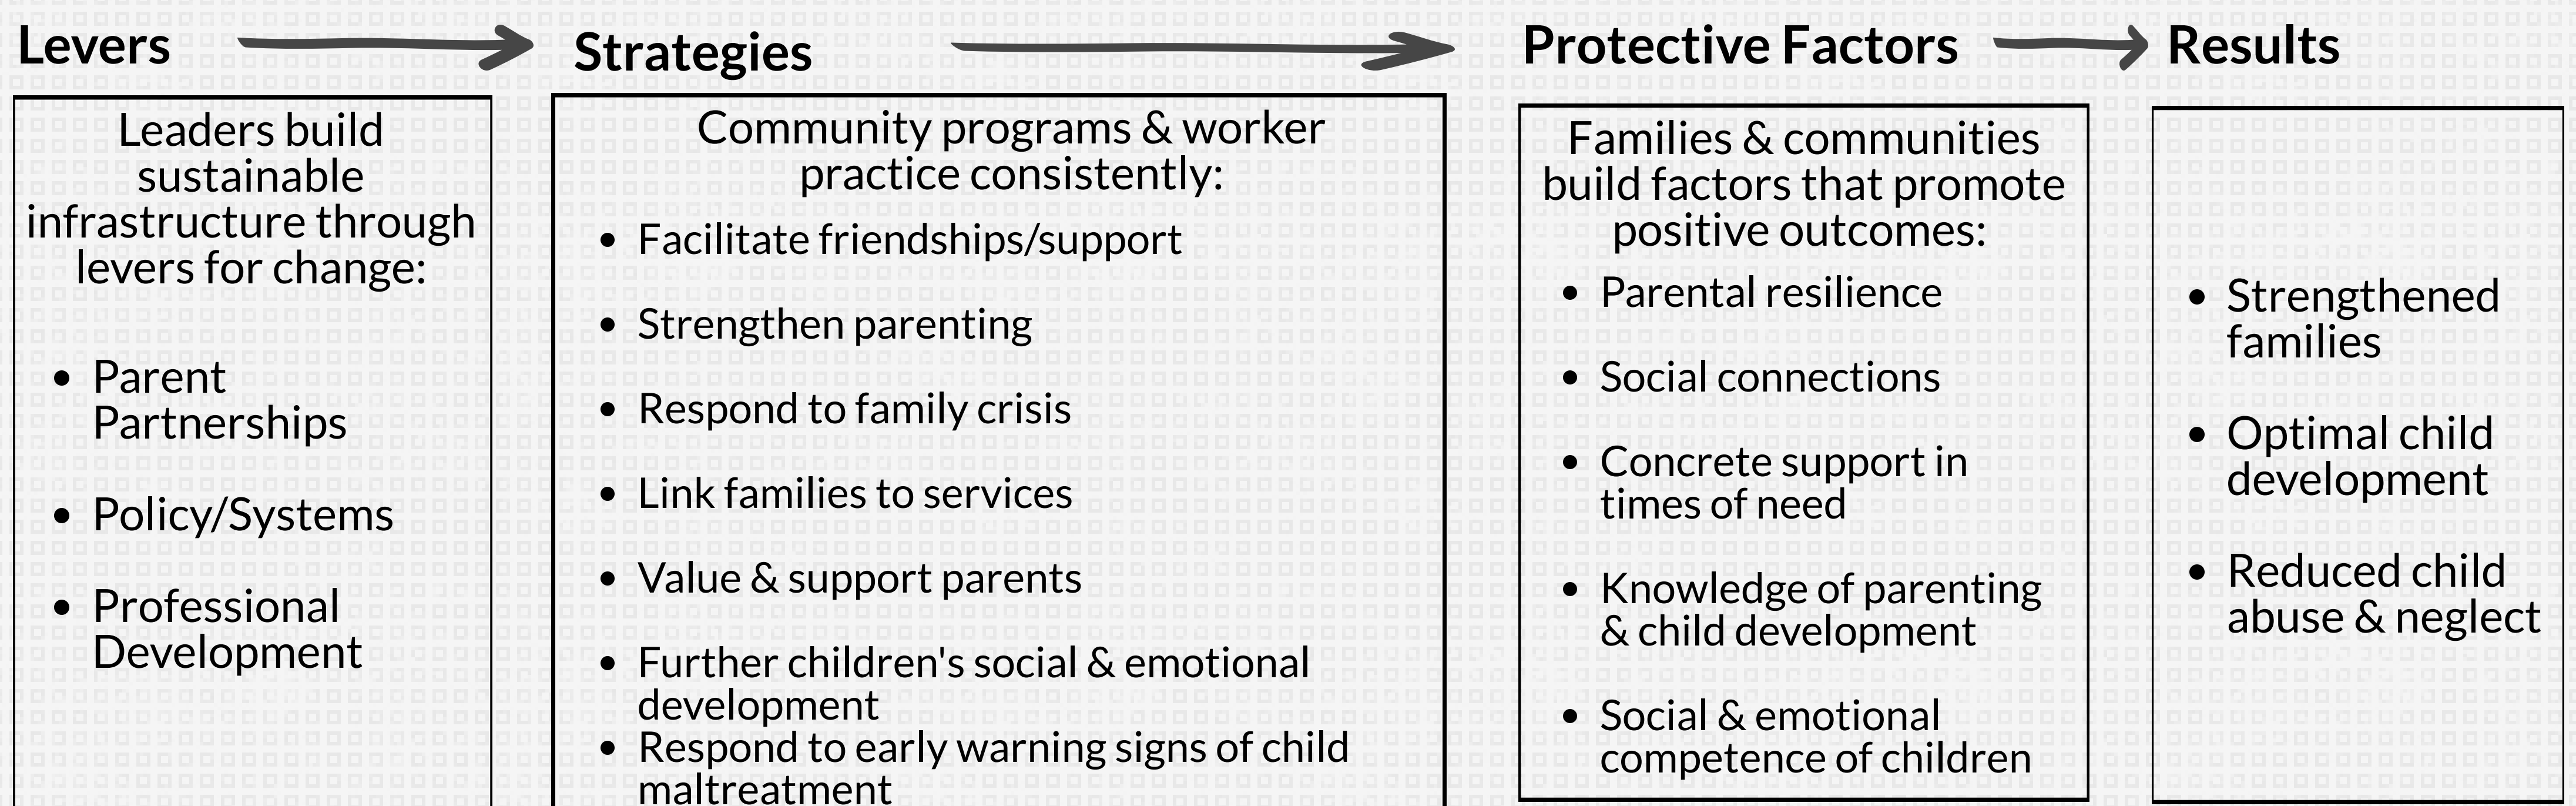 Levers
Leaders build
sustainable
infrastructure through
levers for change:
• Parent
Partnerships
• Policy/Systems
• Professional
Development
Strategies
Community programs & worker
practice consistently:
• Facilitate friendships/support
• Strengthen parenting
• Respond to family crisis
• Link families to services
• Value & support parents
• Further children's social & emotional
development
• Respond to early warning signs of child
maltreatment
Protective Factors
Families & communities
build factors that promote
positive outcomes:
• Parental resilience
• Social connections
• Concrete support in
times of need
• Knowledge of parenting
& child development
• Social & emotional
competence of children
Results
• Strengthened
families
• Optimal child
development
• Reduced child
abuse & neglect